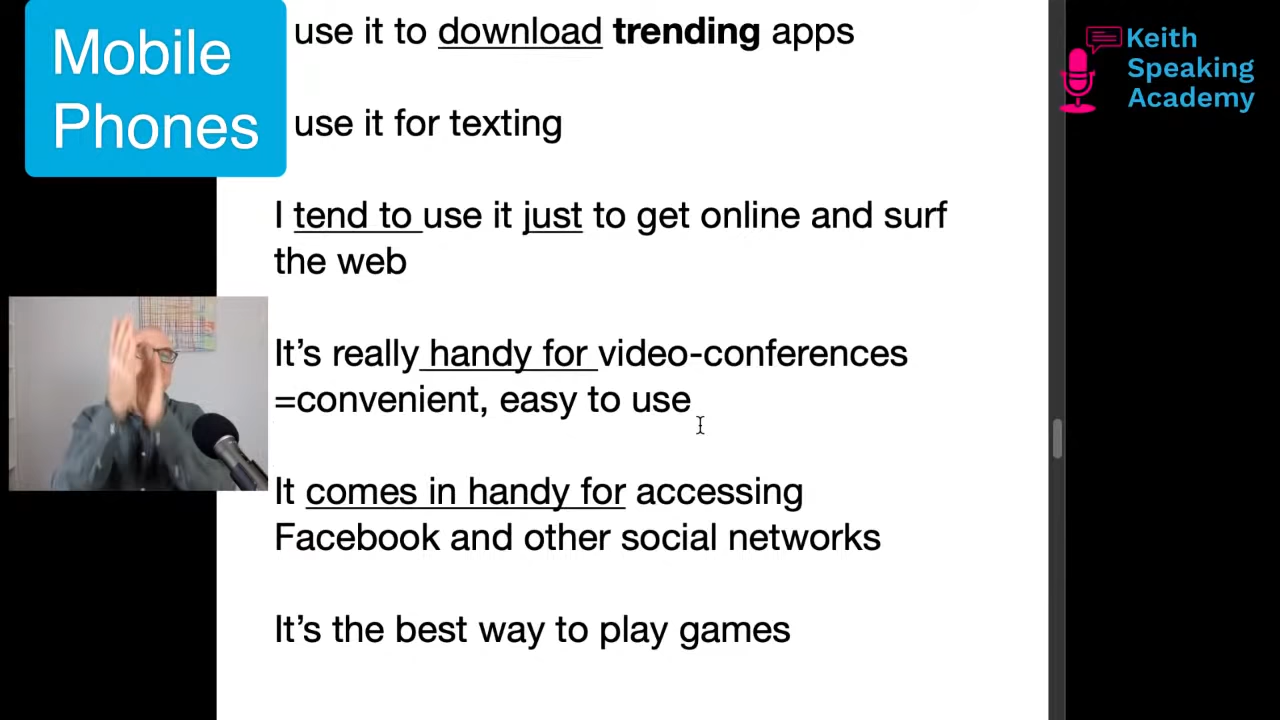 Mobile
Phones
use it to download trending apps
use it for texting
I tend to use it just to get online and surf
the web
It's really handy for video-conferences
=convenient, easy to use
It comes in handy for accessing
Facebook and other social networks
It's the best way to play games
Keith
Speaking
Academy